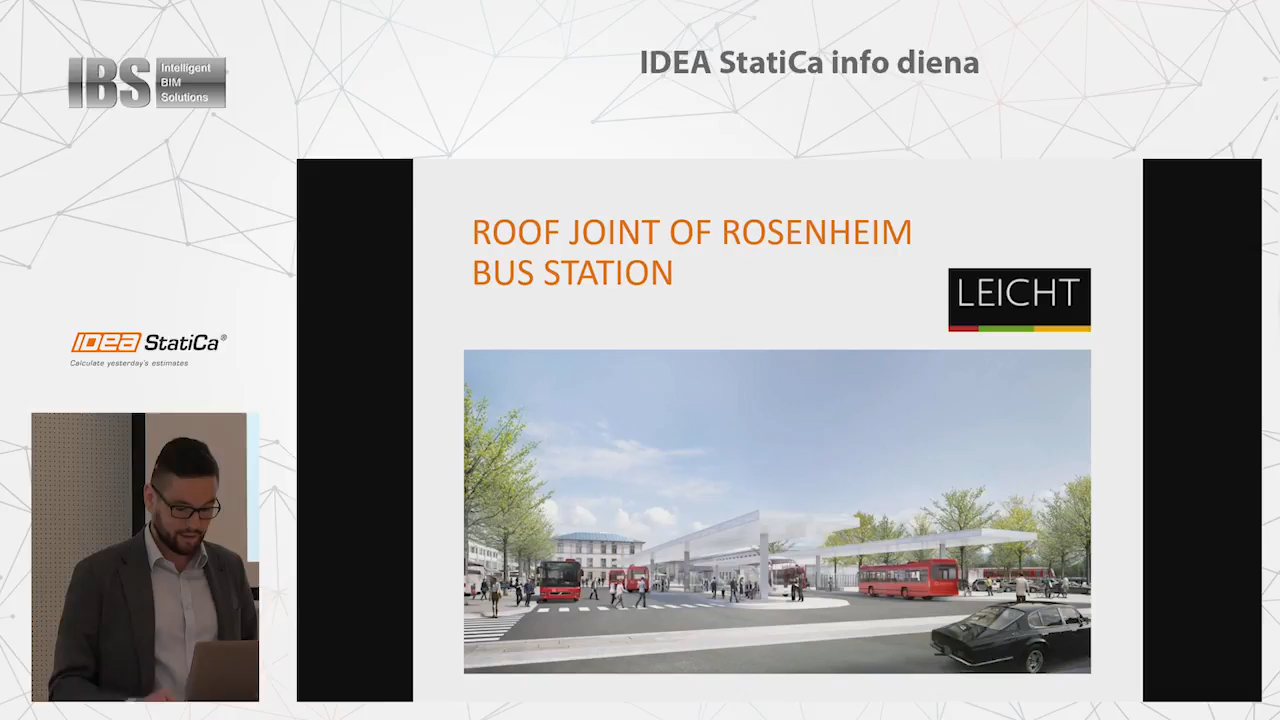 IDEA StatiCa info diena
IBS
Intelligent
BIM
Solutions
ROOF JOINT OF ROSENHEIM
BUS STATION
LEICHT
IDEA StatiCa®
Calculate yesterday's estimates